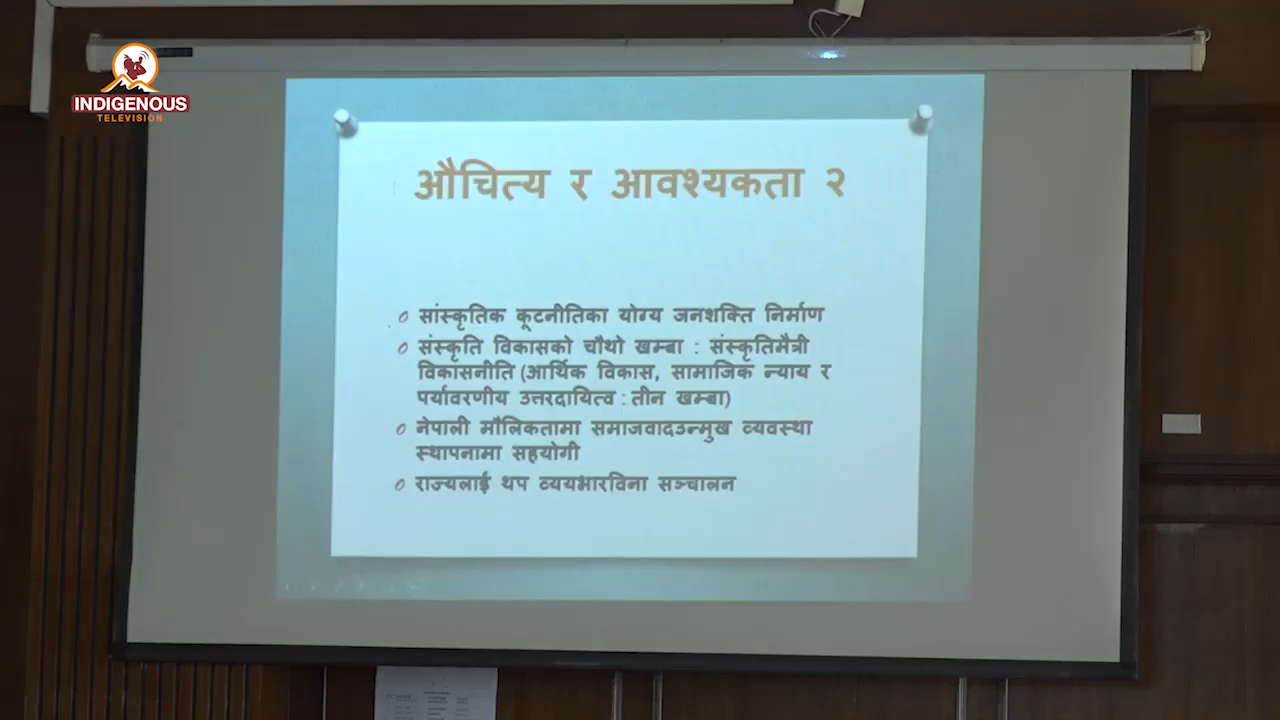 INDIGENOUS
TELEVISION
औचित्य र आवश्यकता २
सांस्कृतिक कूटनीतिका योग्य जनशक्ति निर्माण
संस्कृति विकासको चौथो खम्बा : संस्कृतिमैत्री
विकासनीति (आर्थिक विकास, सामाजिक न्याय र
पर्यावरणीय उत्तरदायित्व : तीन खम्बा)
नेपाली मौलिकतामा समाजवादउन्मुख व्यवस्था
स्थापनामा सहयोगी
राज्यलाई थप व्ययभारविना सञ्चालन